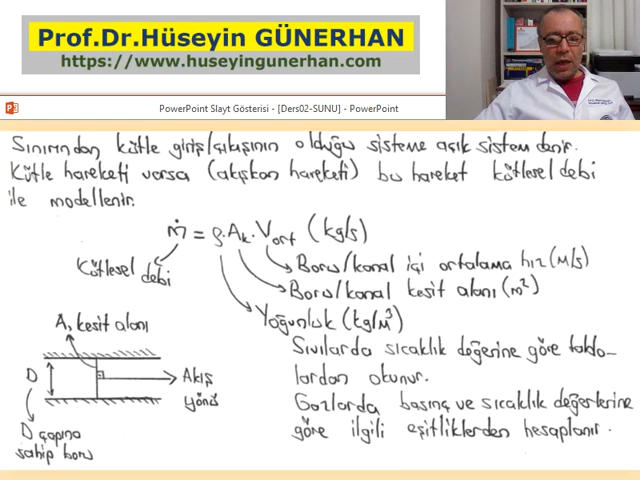 Prof.Dr.Hüseyin GÜNERHAN
https://www.huseyingunerhan.com
PowerPoint Slayt Gösterisi - [Ders02-SUNU] - PowerPoint
Sınırından kütle giriş/çıkışının olduğu sisteme açık sistem denir.
Kütle hareketi varsa (akışkan hareketi) bu hareket kütlesel debi
ile modellenir.
ṁ = ρ.Ak.Vort (kg/s)
Kütlesel debi
Boru/kanal içi ortalama hız (m/s)
Boru/kanal kesit alanı (m²)
Yoğunluk (kg/m³)
Sıvılarda sıcaklık değerine göre tablo-
lardan okunur.
Gazlarda basınç ve sıcaklık değerlerine
göre ilgili eşitliklerden hesaplanır.
A, kesit alanı
D
Akış
yönü
D çapına
sahip boru